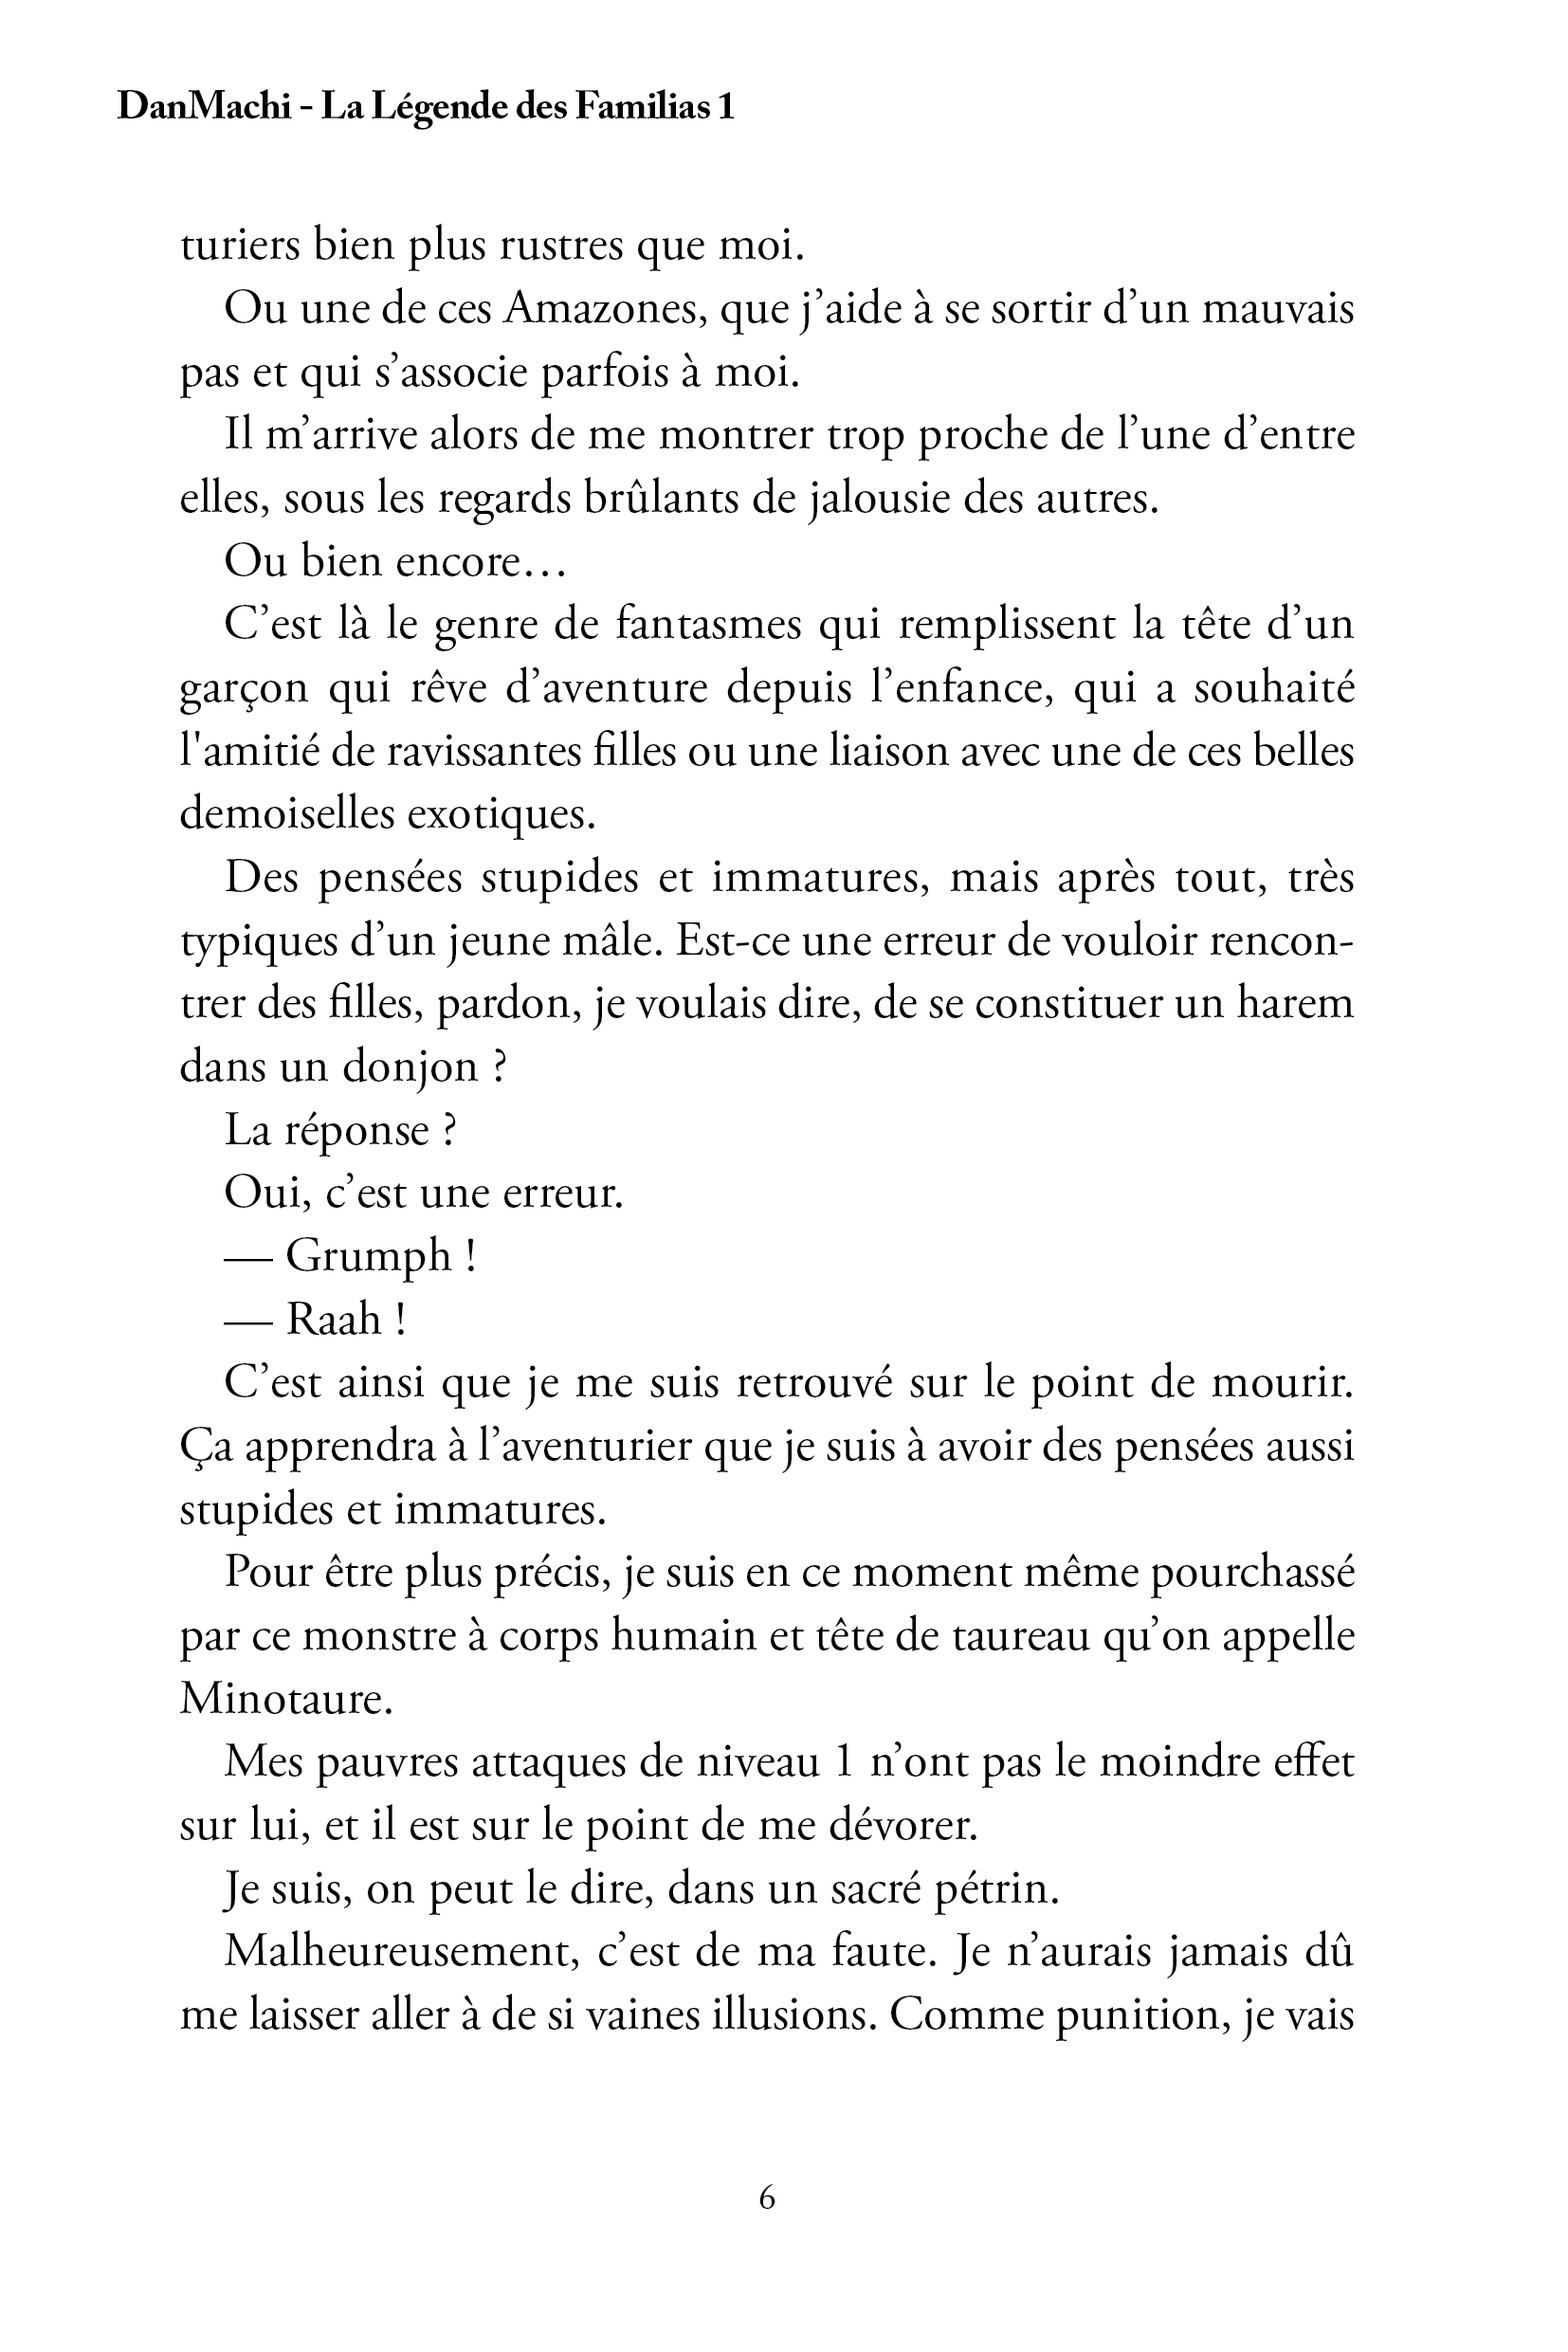 DanMachi - La Légende des Familias 1
turiers bien plus rustres que moi.
Ou une de ces Amazones, que j’aide à se sortir d’un mauvais
pas et qui s’associe parfois à moi.
Il m’arrive alors de me montrer trop proche de l’une d’entre
elles, sous les regards brûlants de jalousie des autres.
Ou bien encore…
C’est là le genre de fantasmes qui remplissent la tête d’un
garçon qui rêve d’aventure depuis l’enfance, qui a souhaité
l'amitié de ravissantes filles ou une liaison avec une de ces belles
demoiselles exotiques.
Des pensées stupides et immatures, mais après tout, très
typiques d’un jeune mâle. Est-ce une erreur de vouloir rencon-
trer des filles, pardon, je voulais dire, de se constituer un harem
dans un donjon ?
La réponse ?
Oui, c’est une erreur.
— Grumph !
— Raah !
C’est ainsi que je me suis retrouvé sur le point de mourir.
Ça apprendra à l’aventurier que je suis à avoir des pensées aussi
stupides et immatures.
Pour être plus précis, je suis en ce moment même pourchassé
par ce monstre à corps humain et tête de taureau qu’on appelle
Minotaure.
Mes pauvres attaques de niveau 1 n’ont pas le moindre effet
sur lui, et il est sur le point de me dévorer.
Je suis, on peut le dire, dans un sacré pétrin.
Malheureusement, c’est de ma faute. Je n’aurais jamais dû
me laisser aller à de si vaines illusions. Comme punition, je vais
6